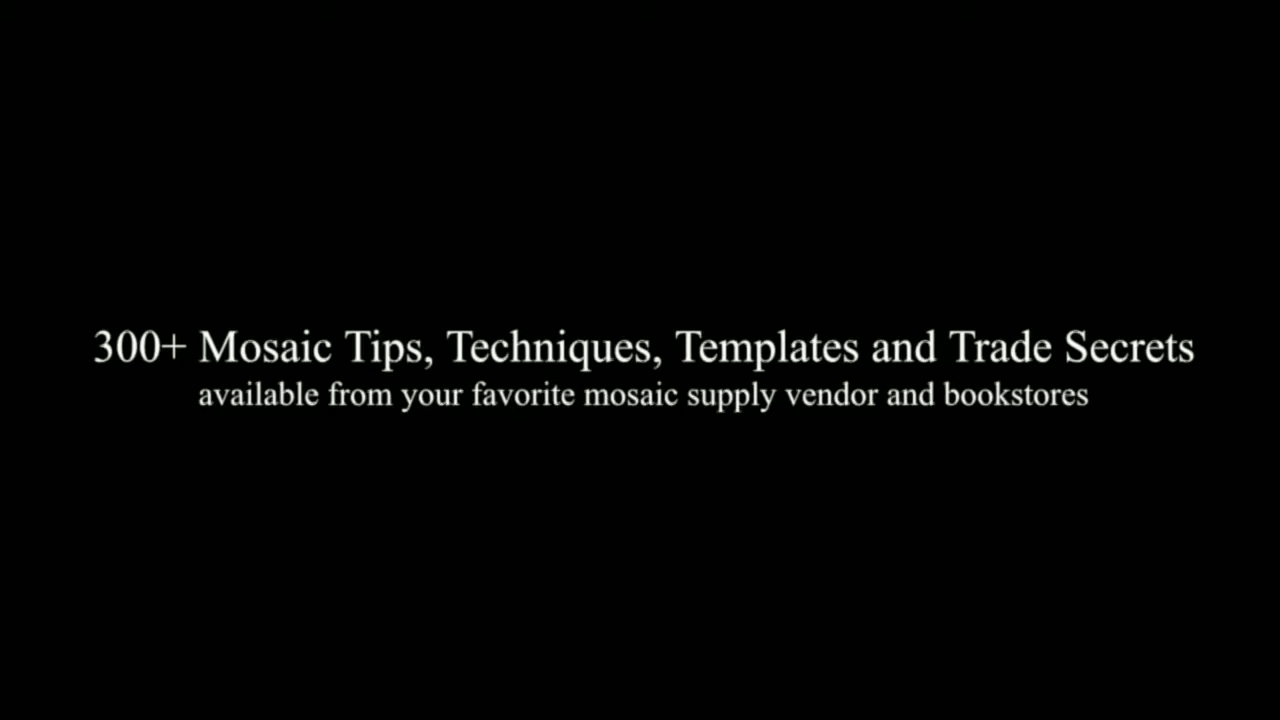 300+ Mosaic Tips, Techniques, Templates and Trade Secrets
available from your favorite mosaic supply vendor and bookstores